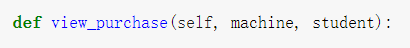 def view_purchase(self, machine, student):